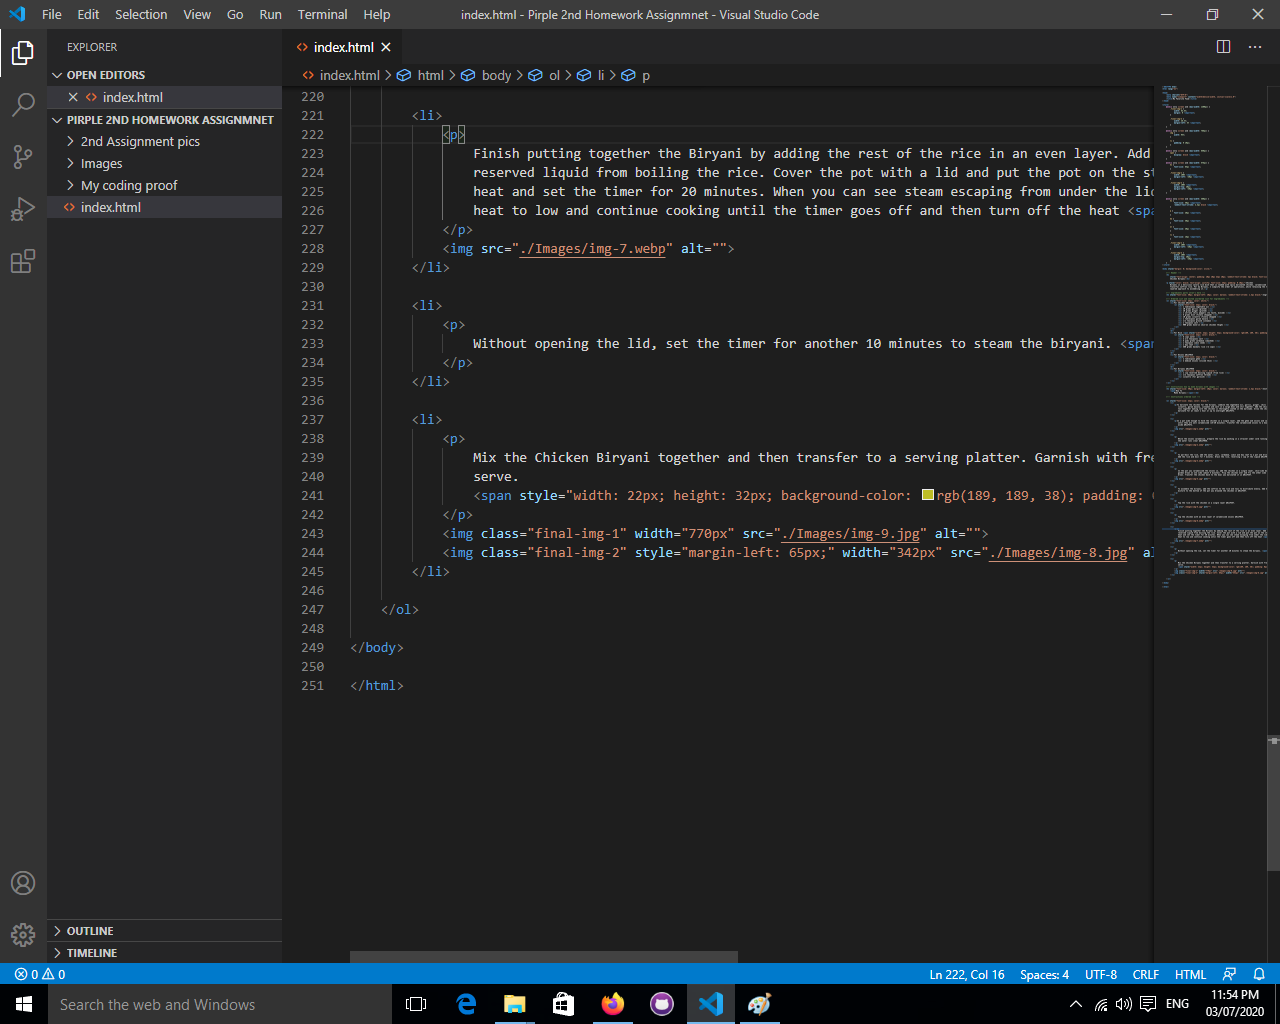 File Edit Selection View Go Run Terminal Help index.html - Pirple 2nd Homework Assignmnet - Visual Studio Code
EXPLORER
OPEN EDITORS
index.html
PIRPLE 2ND HOMEWORK ASSIGNMNET
2nd Assignment pics
Images
My coding proof
index.html
OUTLINE
TIMELINE
index.html
index.html > html > body > ol > li > p
220
221 <li>
222 <p>
223 Finish putting together the Biryani by adding the rest of the rice in an even layer. Add
224 reserved liquid from boiling the rice. Cover the pot with a lid and put the pot on the st
225 heat and set the timer for 20 minutes. When you can see steam escaping from under the lid
226 heat to low and continue cooking until the timer goes off and then turn off the heat <spa
227 </p>
228 <img src="./Images/img-7.webp" alt="">
229 </li>
230
231 <li>
232 <p>
233 Without opening the lid, set the timer for another 10 minutes to steam the biryani. <span
234 </p>
235 </li>
236
237 <li>
238 <p>
239 Mix the Chicken Biryani together and then transfer to a serving platter. Garnish with fre
240 serve.
241 <span style="width: 22px; height: 32px; background-color: rgb(189, 189, 38); padding:
242 </p>
243 <img class="final-img-1" width="770px" src="./Images/img-9.jpg" alt="">
244 <img class="final-img-2" style="margin-left: 65px;" width="342px" src="./Images/img-8.jpg" al
245 </li>
246
247 </ol>
248
249 </body>
250
251 </html>
0 0 Ln 222, Col 16 Spaces: 4 UTF-8 CRLF HTML
Search the web and Windows
ENG
11:54 PM
03/07/2020